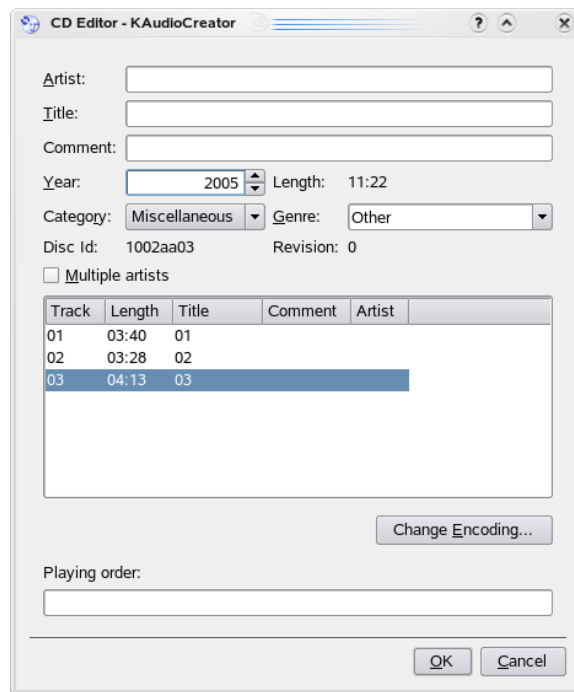 CD Editor - KAudioCreator ?
Artist:
Title:
Comment:
Year: 2005 Length: 11:22
Category: Miscellaneous Genre: Other
Disc Id: 1002aa03 Revision: 0
Multiple artists
Track Length Title Comment Artist
01 03:40 01
02 03:28 02
03 04:13 03
Change Encoding...
Playing order:
OK Cancel